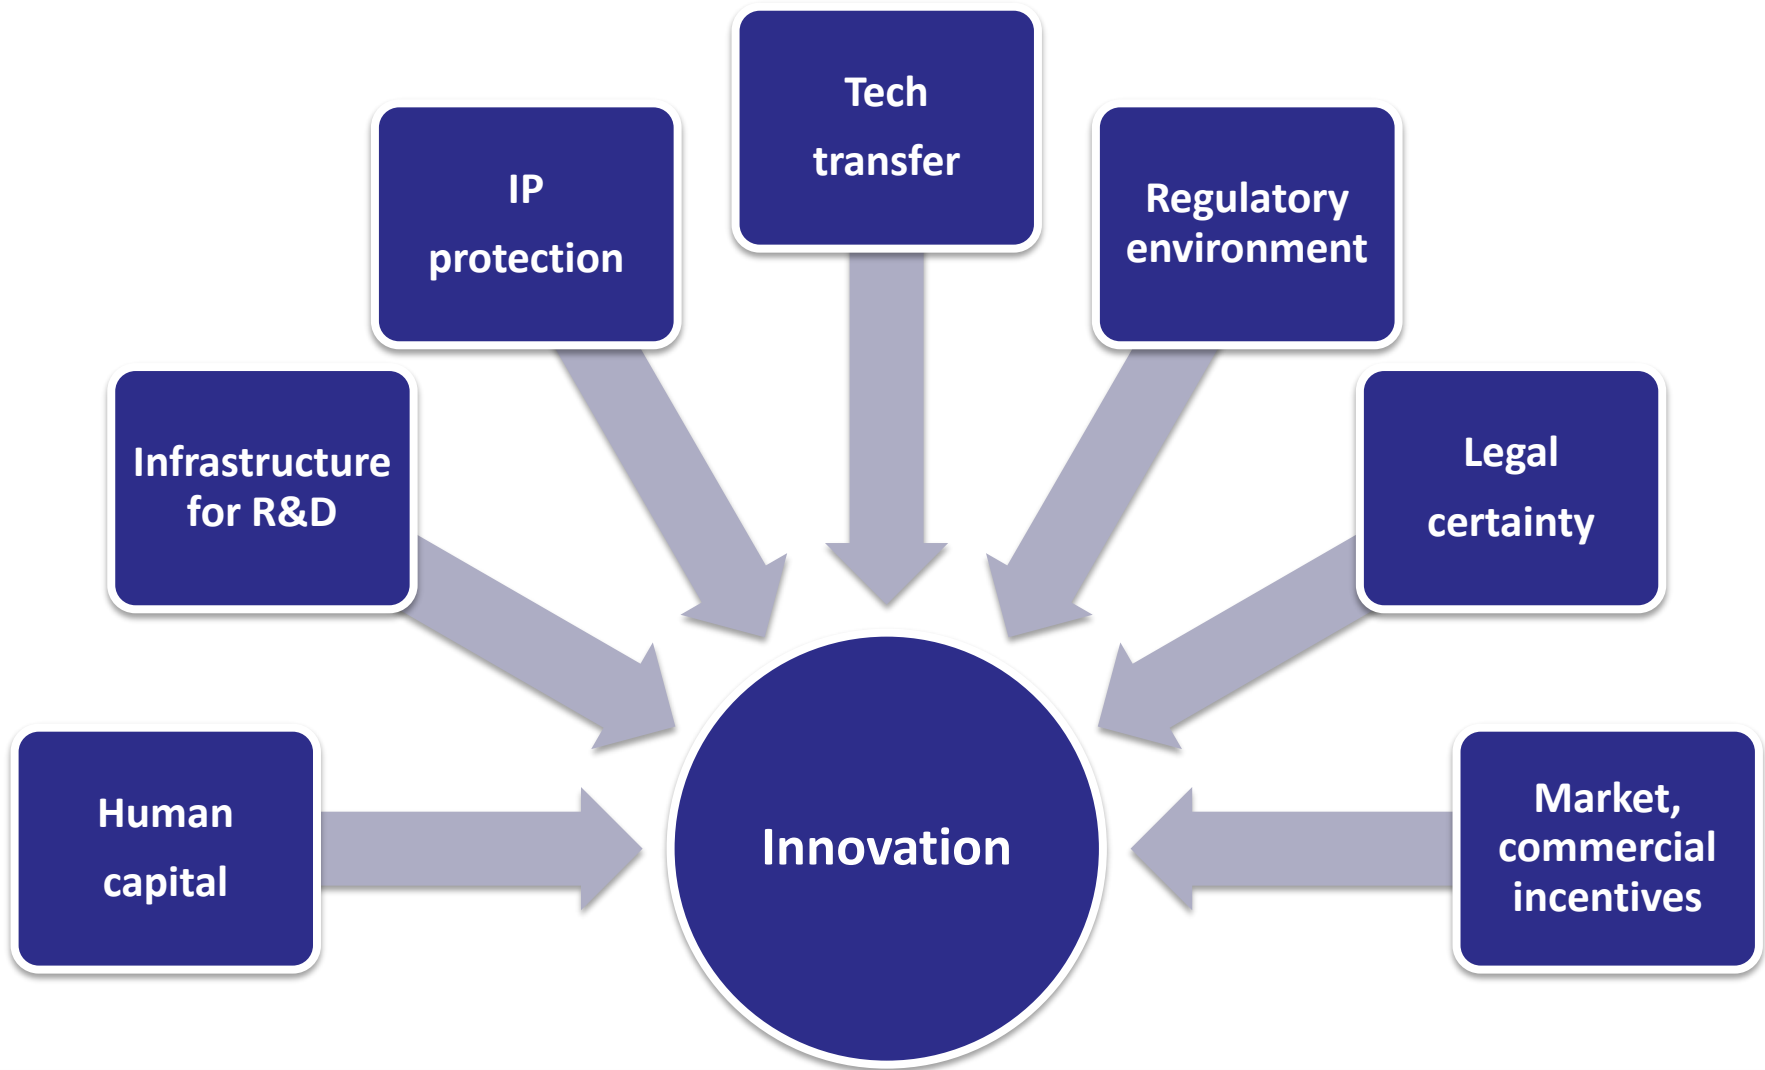 Tech
transfer
IP
protection
Regulatory
environment
Infrastructure
for R&D
Legal
certainty
Human
capital
Innovation
Market,
commercial
incentives